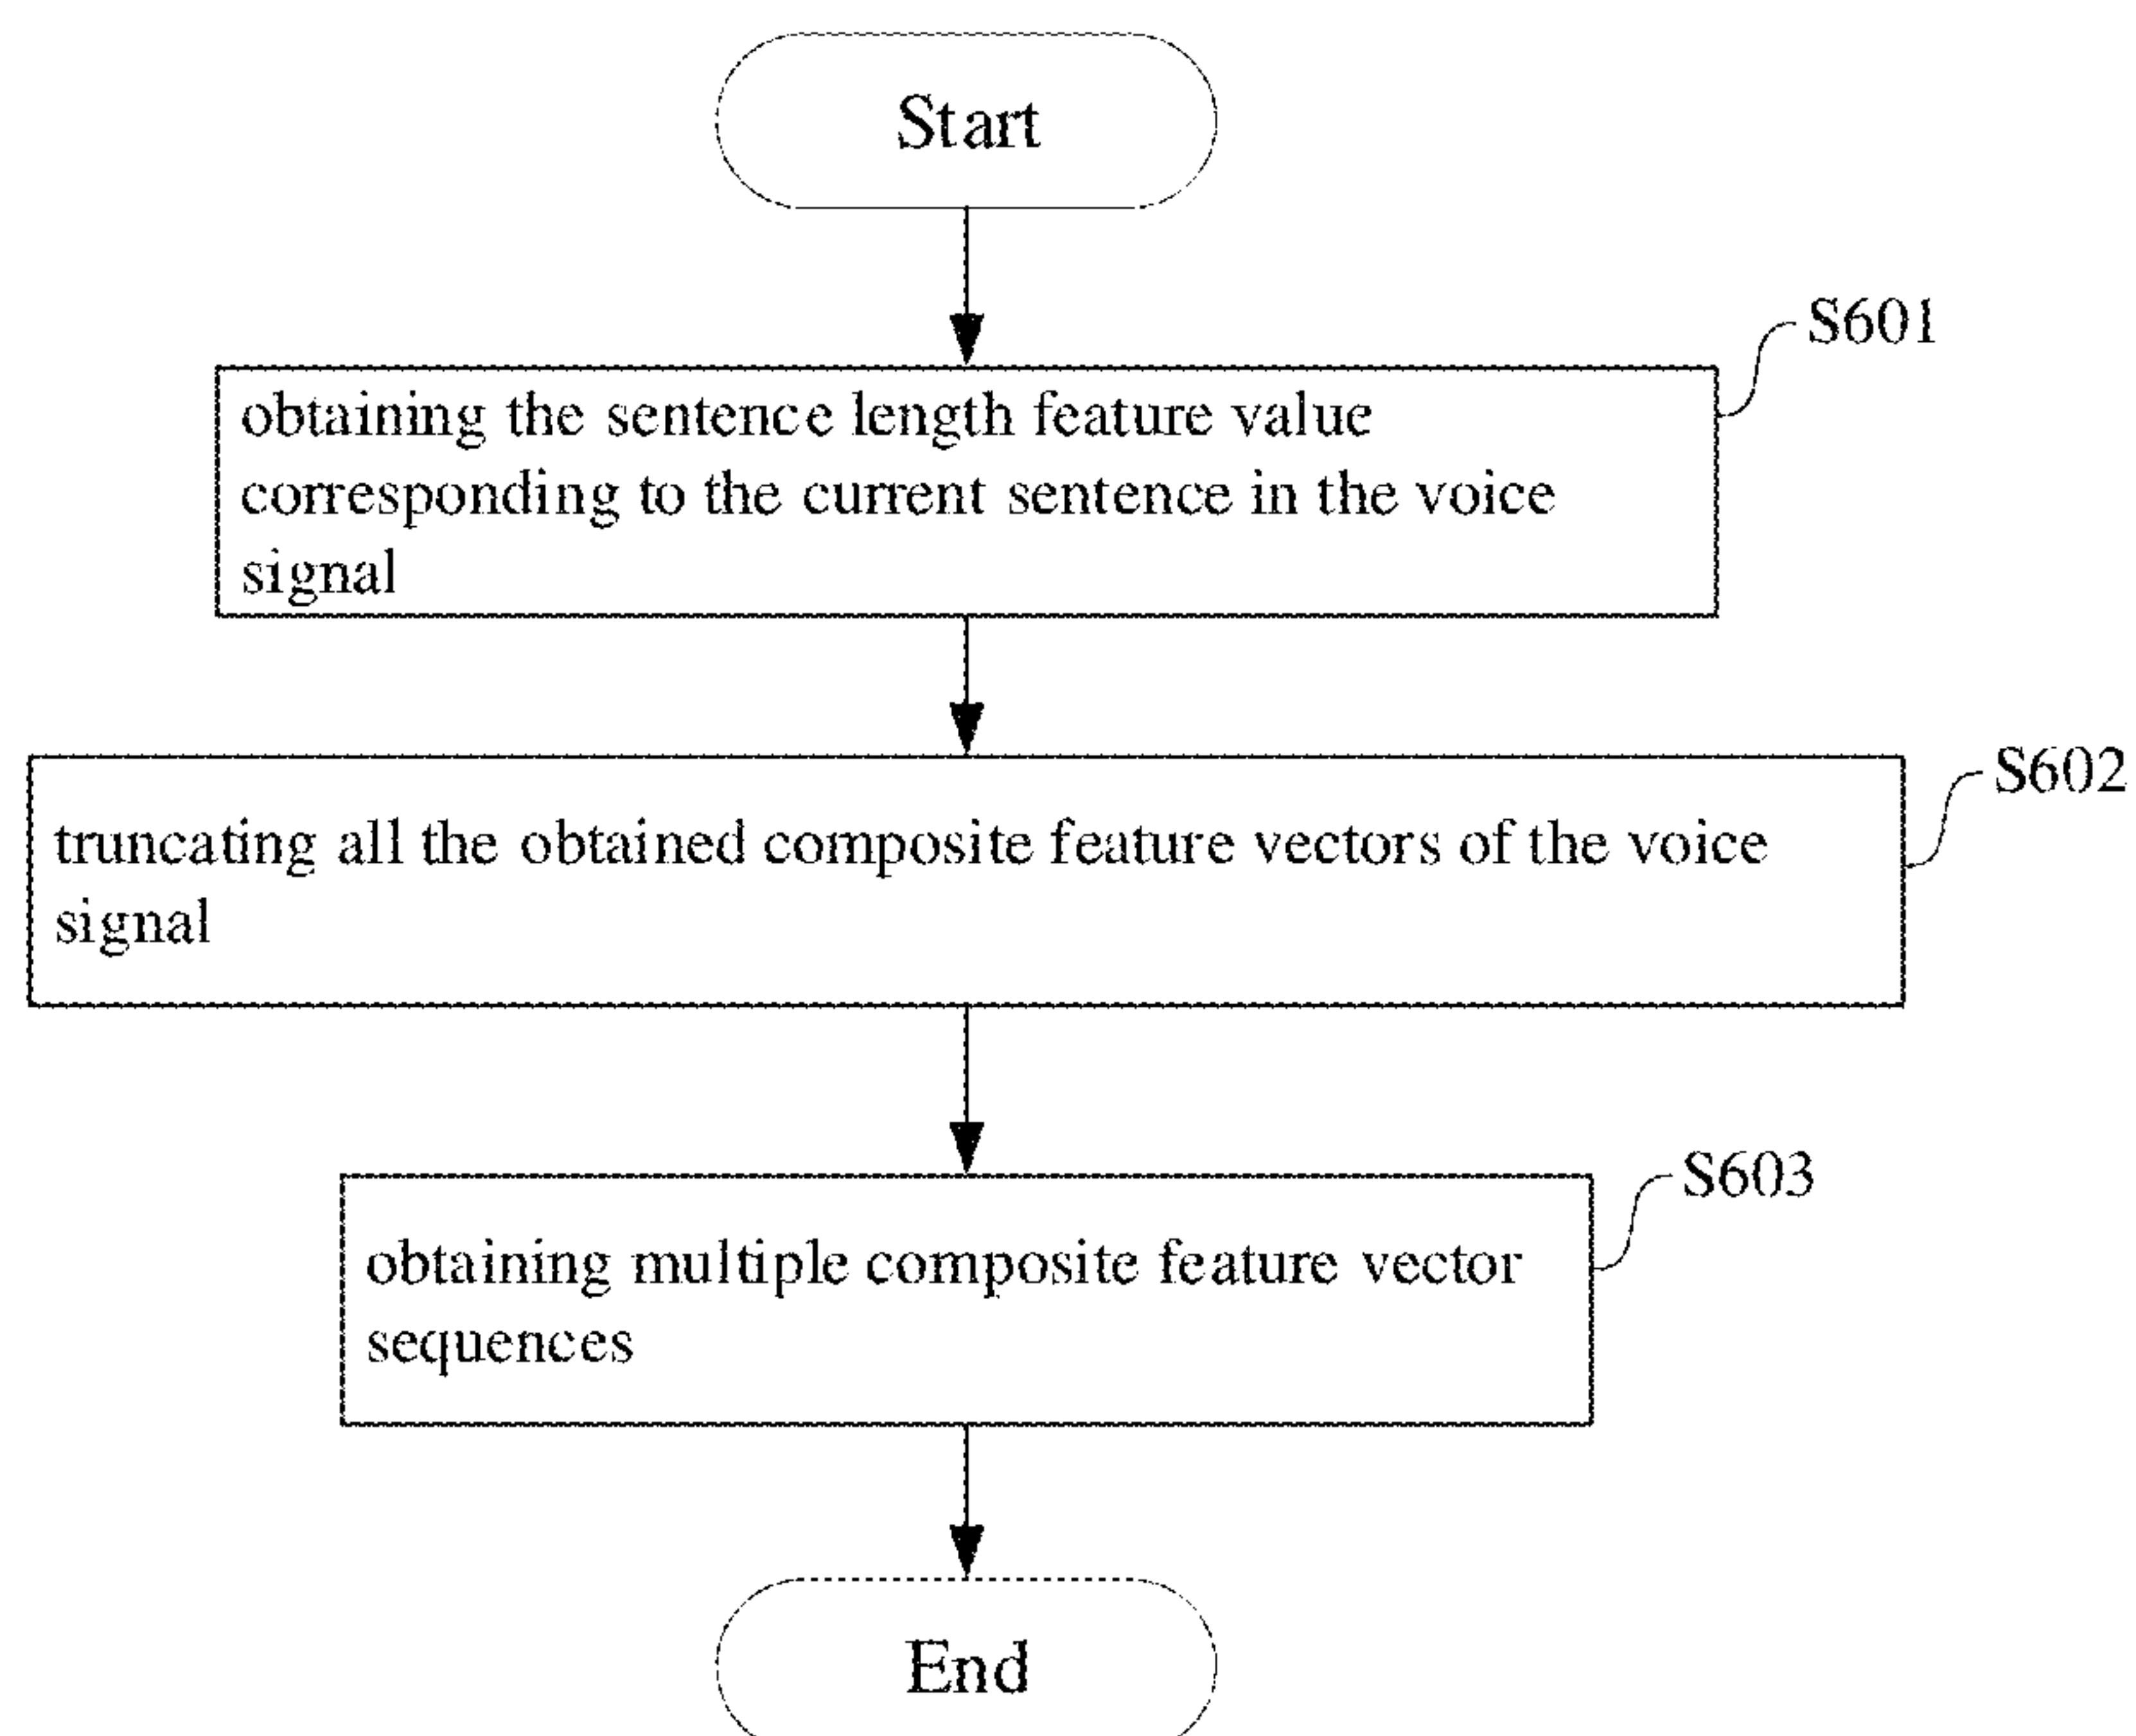 Start
S601
obtaining the sentence length feature value
corresponding to the current sentence in the voice
signal
S602
truncating all the obtained composite feature vectors of the voice
signal
S603
obtaining multiple composite feature vector
sequences
End